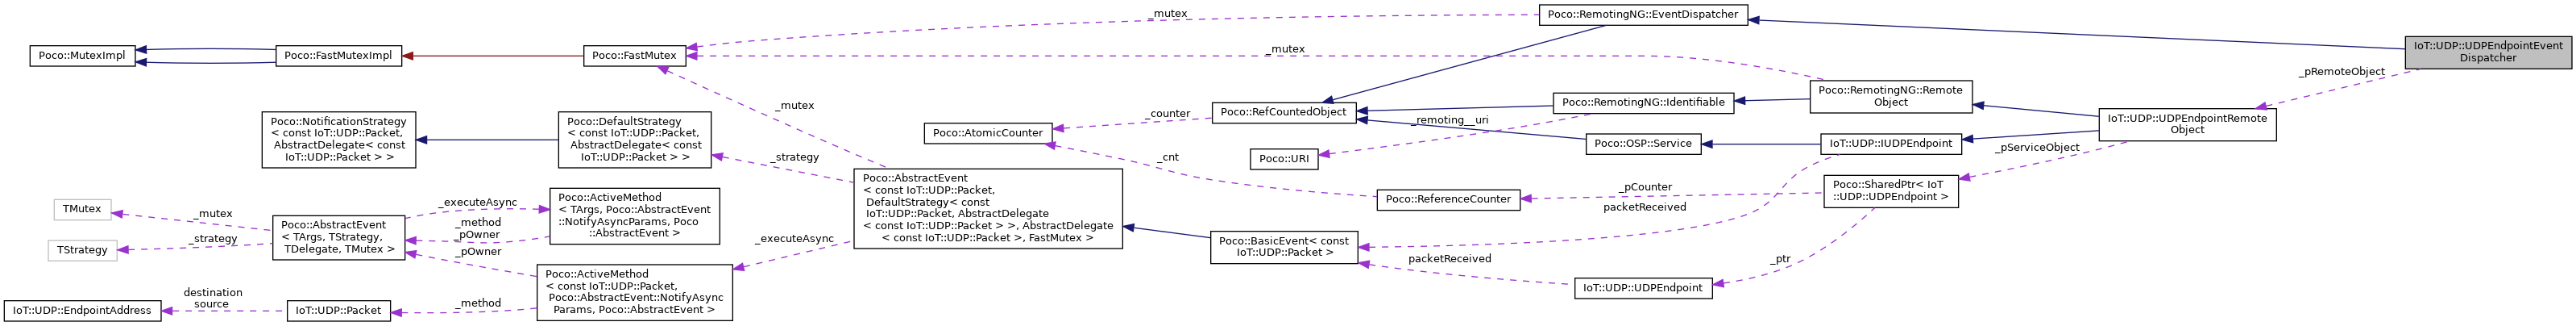 Poco::MutexImpl
Poco::FastMutexImpl
Poco::FastMutex
_mutex
Poco::RemotingNG::EventDispatcher
_mutex
IoT::UDP::UDPEndpointEvent
Dispatcher
_pRemoteObject
Poco::RemotingNG::Remote
Object
Poco::RemotingNG::Identifiable
Poco::RefCountedObject
_counter
Poco::AtomicCounter
_mutex
Poco::NotificationStrategy
< const IoT::UDP::Packet,
AbstractDelegate< const
IoT::UDP::Packet > >
Poco::DefaultStrategy
< const IoT::UDP::Packet,
AbstractDelegate< const
IoT::UDP::Packet > >
_remoting__uri
IoT::UDP::UDPEndpointRemote
Object
Poco::OSP::Service
IoT::UDP::IUDPEndpoint
_pServiceObject
Poco::URI
_cnt
_strategy
Poco::AbstractEvent
< const IoT::UDP::Packet,
DefaultStrategy< const
IoT::UDP::Packet, AbstractDelegate
< const IoT::UDP::Packet > >, AbstractDelegate
< const IoT::UDP::Packet >, FastMutex >
Poco::ReferenceCounter
_pCounter
Poco::SharedPtr< IoT
::UDP::UDPEndpoint >
packetReceived
TMutex
_mutex
TStrategy
_strategy
Poco::AbstractEvent
< TArgs, TStrategy,
TDelegate, TMutex >
_executeAsync
_method
_pOwner
_pOwner
Poco::ActiveMethod
< TArgs, Poco::AbstractEvent
::NotifyAsyncParams, Poco
::AbstractEvent >
_executeAsync
Poco::BasicEvent< const
IoT::UDP::Packet >
packetReceived
_ptr
IoT::UDP::UDPEndpoint
Poco::ActiveMethod
< const IoT::UDP::Packet,
Poco::AbstractEvent::NotifyAsync
Params, Poco::AbstractEvent >
_method
IoT::UDP::Packet
destination
source
IoT::UDP::EndpointAddress